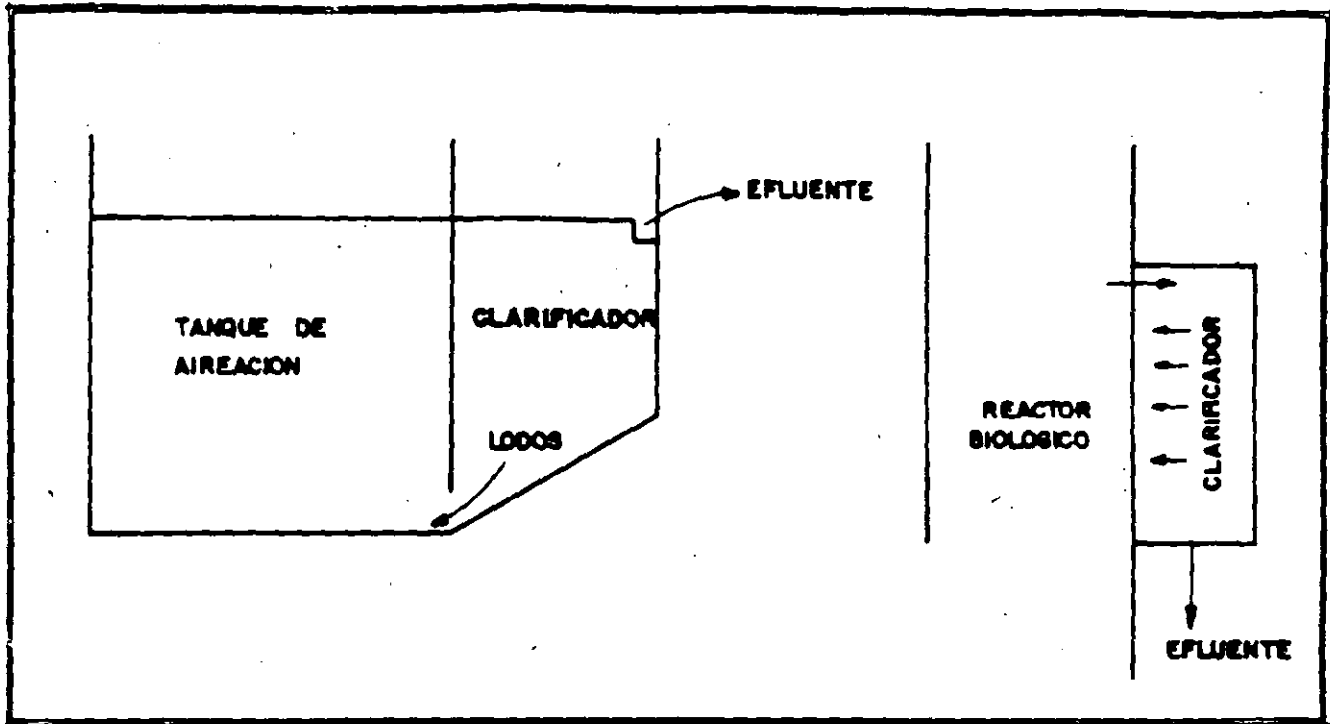 EFLUENTE
TANQUE DE
AIREACION
CLARIFICADOR
LODOS
REACTOR
BIOLOGICO
CLARIFICADOR
EFLUENTE